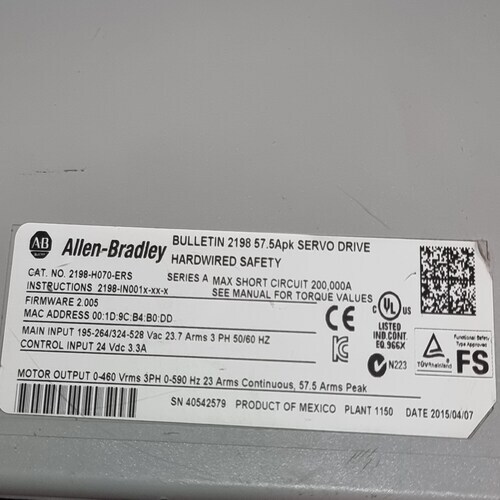 AB
Allen-Bradley
BULLETIN 2198 57.5Apk SERVO DRIVE
HARDWIRED SAFETY
CAT. NO. 2198-H070-ERS
SERIES A MAX SHORT CIRCUIT 200,000A
INSTRUCTIONS 2198-IN001x-xx-x
SEE MANUAL FOR TORQUE VALUES
FIRMWARE 2.005
MAC ADDRESS 00:1D:9C:B4:B0:DD
MAIN INPUT 195-264/324-528 Vac 23.7 Arms 3 PH 50/60 HZ
CONTROL INPUT 24 Vdc 3.3A
CE
c UL US
LISTED
IND.CONT.
EQ.966X
N223
TÜVRheinland
Functional Safety
Type Approved
FS
MOTOR OUTPUT 0-460 Vrms 3PH 0-590 Hz 23 Arms Continuous, 57.5 Arms Peak
SN 40542579 PRODUCT OF MEXICO PLANT 1150 DATE 2015/04/07